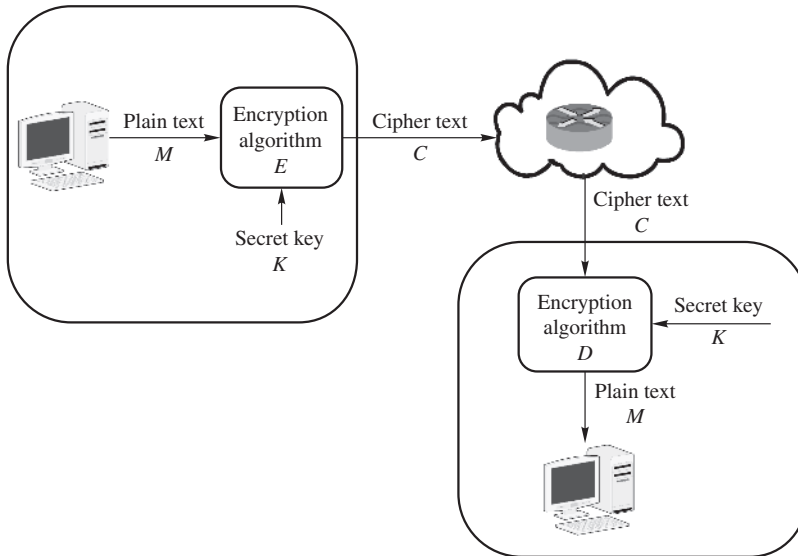 Plain text
M
Encryption
algorithm
E
Cipher text
C
Secret key
K
Cipher text
C
Encryption
algorithm
D
Secret key
K
Plain text
M